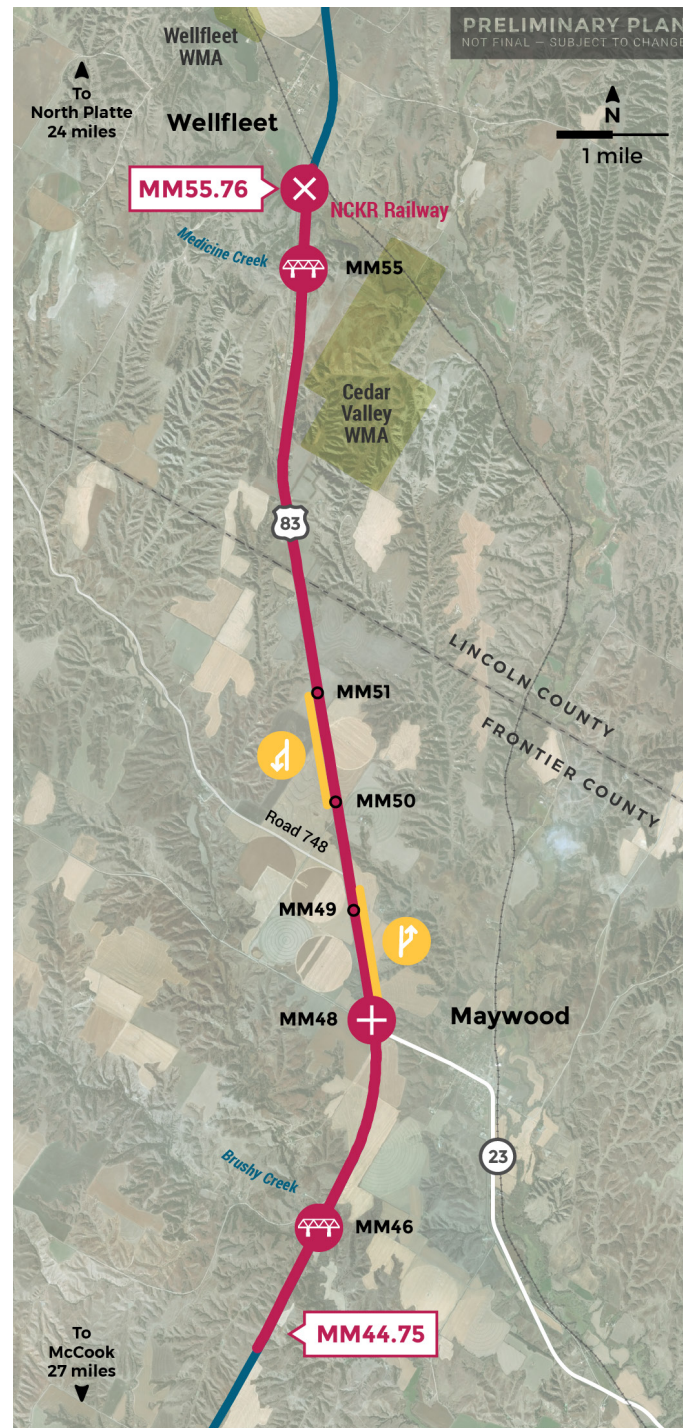 PRELIMINARY PLAN
NOT FINAL — SUBJECT TO CHANGE
Wellfleet
WMA
To
North Platte
24 miles
Wellfleet
N
1 mile
MM55.76
NCKR Railway
Medicine Creek
MM55
Cedar
Valley
WMA
83
LINCOLN COUNTY
FRONTIER COUNTY
MM51
MM50
Road 748
MM49
MM48
Maywood
23
Brushy Creek
MM46
MM44.75
To
McCook
27 miles